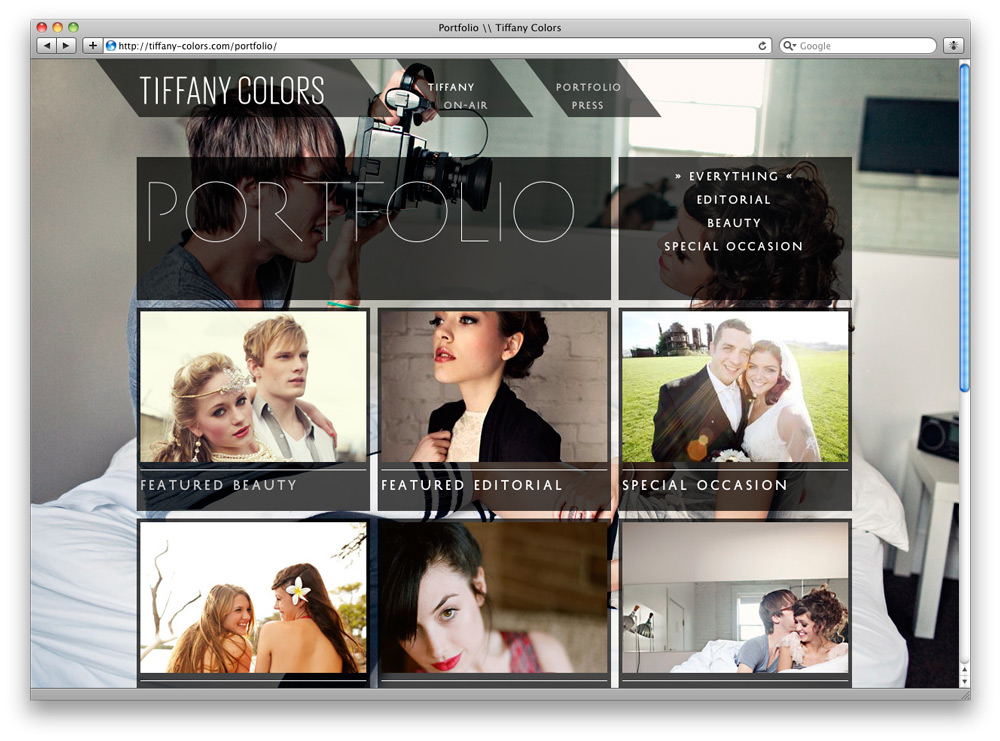 Portfolio \\ Tiffany Colors
http://tiffany-colors.com/portfolio/
Google
TIFFANY COLORS
TIFFANY
ON-AIR
PORTFOLIO
PRESS
PORTFOLIO
» EVERYTHING «
EDITORIAL
BEAUTY
SPECIAL OCCASION
FEATURED BEAUTY
FEATURED EDITORIAL
SPECIAL OCCASION